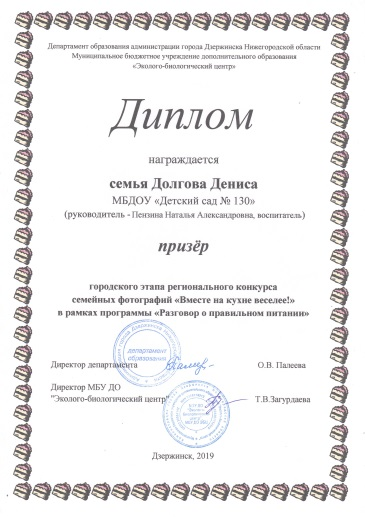 Департамент образования администрации города Дзержинска Нижегородской области
Муниципальное бюджетное учреждение дополнительного образования
«Эколого-биологический центр»
Диплом
награждается
семья Долгова Дениса
МБДОУ «Детский сад № 130»
(руководитель - Пензина Наталья Александровна, воспитатель)
призёр
городского этапа регионального конкурса
семейных фотографий «Вместе на кухне веселее!»
в рамках программы «Разговор о правильном питании»
департамент
образования
Директор департамента О.В. Палеева
Директор МБУ ДО
"Эколого-биологический центр" Т.В.Загурдаева
Дзержинск, 2019